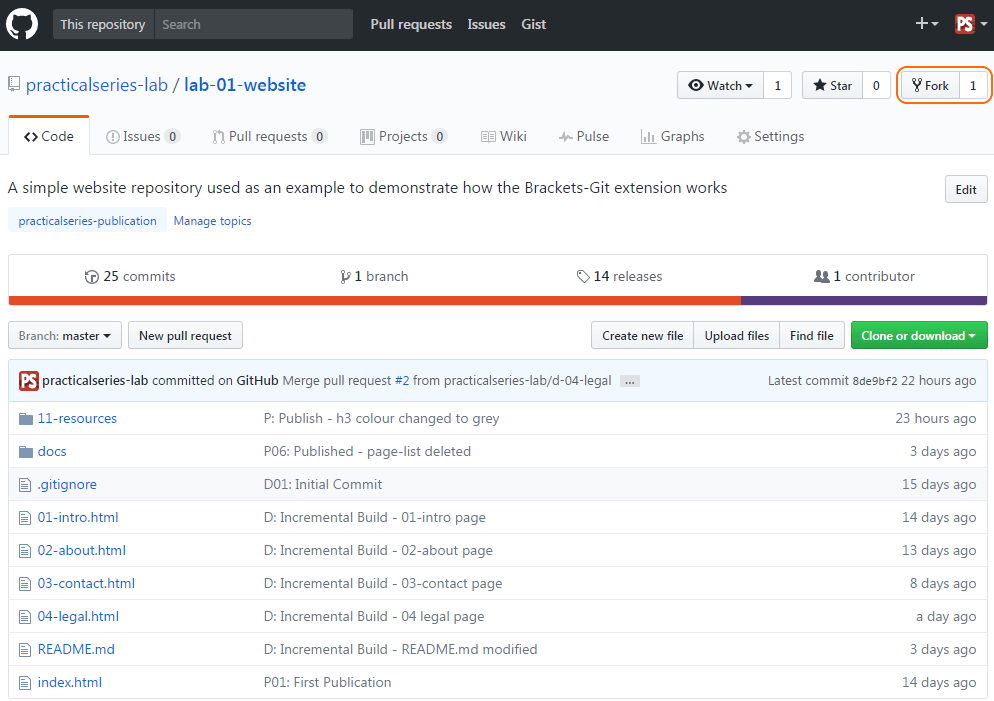 This repository Search Pull requests Issues Gist PS
practicalseries-lab / lab-01-website Watch 1 Star 0 Fork 1
Code Issues 0 Pull requests 0 Projects 0 Wiki Pulse Graphs Settings
A simple website repository used as an example to demonstrate how the Brackets-Git extension works Edit
practicalseries-publication Manage topics
25 commits 1 branch 14 releases 1 contributor
Branch: master New pull request Create new file Upload files Find file Clone or download
PS practicalseries-lab committed on GitHub Merge pull request #2 from practicalseries-lab/d-04-legal ... Latest commit 8de9bf2 22 hours ago
11-resources P: Publish - h3 colour changed to grey 23 hours ago
docs P06: Published - page-list deleted 3 days ago
.gitignore D01: Initial Commit 15 days ago
01-intro.html D: Incremental Build - 01-intro page 14 days ago
02-about.html D: Incremental Build - 02-about page 13 days ago
03-contact.html D: Incremental Build - 03-contact page 8 days ago
04-legal.html D: Incremental Build - 04 legal page a day ago
README.md D: Incremental Build - README.md modified 3 days ago
index.html P01: First Publication 14 days ago